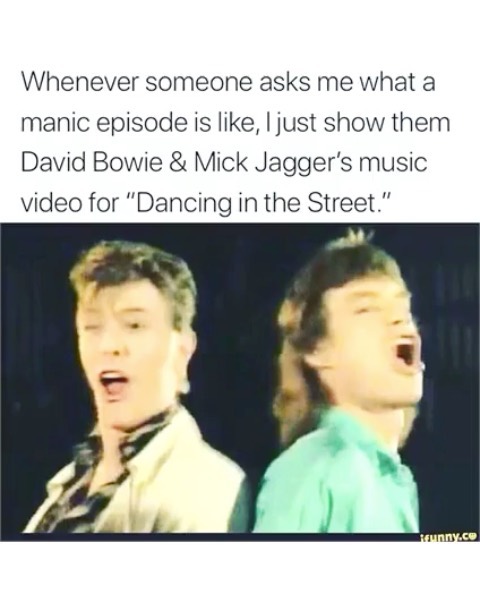 Whenever someone asks me what a
manic episode is like, I just show them
David Bowie & Mick Jagger's music
video for "Dancing in the Street."
ifunny.co